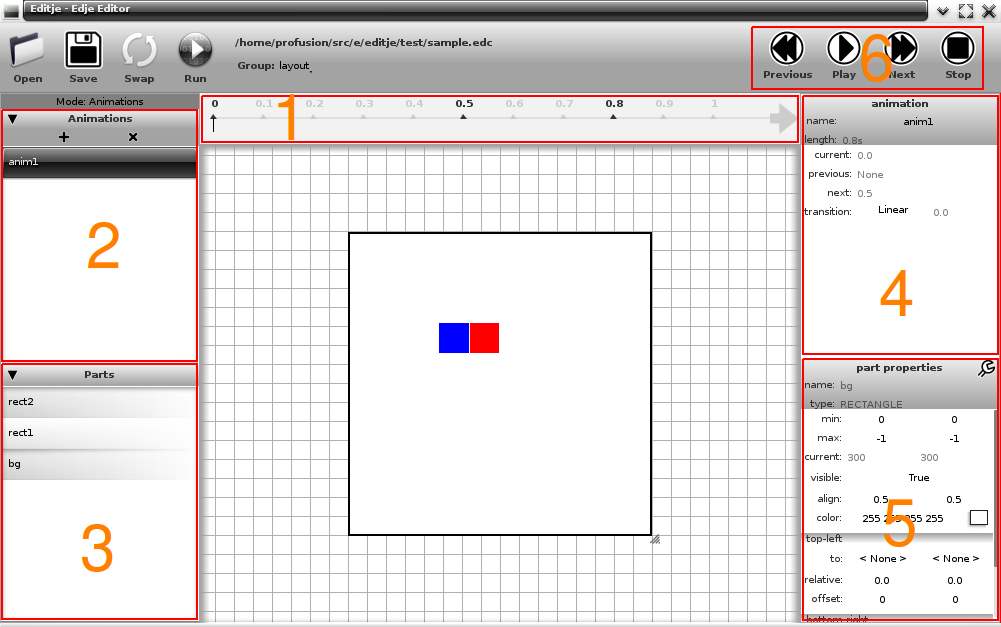 Editje - Edje Editor
Open Save Swap Run
/home/profusion/src/e/editje/test/sample.edc
Group: layout
Previous Play Next Stop
6
Mode: Animations
Animations
+ ×
anim1
2
Parts
rect2
rect1
bg
3
0 0.1 0.2 0.3 0.4 0.5 0.6 0.7 0.8 0.9 1
1
animation
name: anim1
length: 0.8s
current: 0.0
previous: None
next: 0.5
transition: Linear 0.0
4
part properties
name: bg
type: RECTANGLE
min: 0 0
max: -1 -1
current: 300 300
visible: True
align: 0.5 0.5
color: 255 255 255 255
5
top-left
to: < None > < None >
relative: 0.0 0.0
offset: 0 0
bottom-right